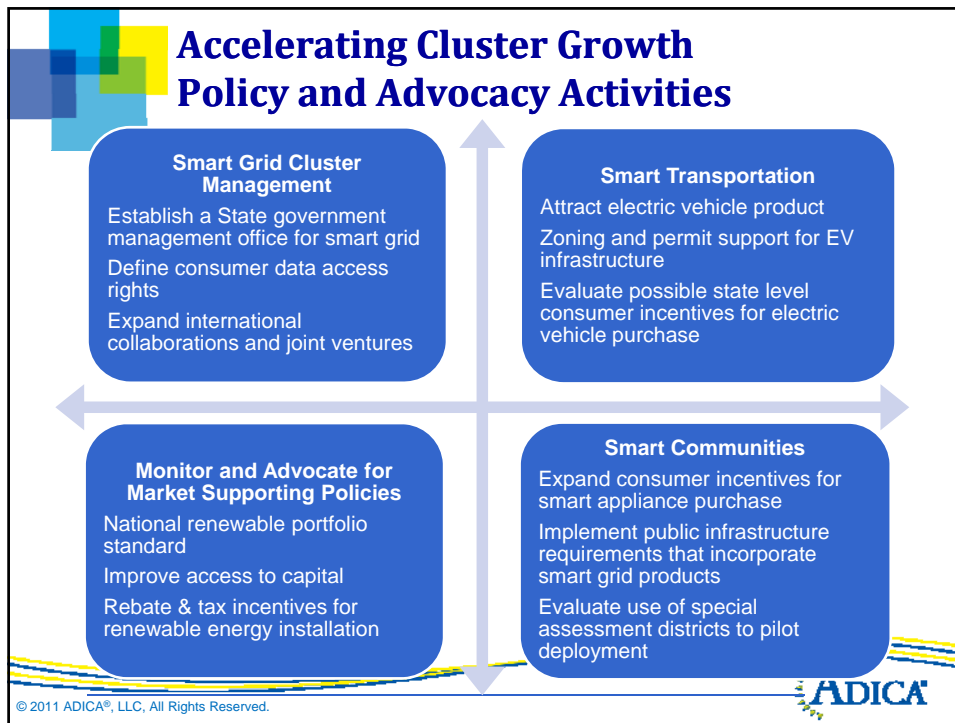 Accelerating Cluster Growth
Policy and Advocacy Activities
Smart Grid Cluster
Management
Establish a State government
management office for smart grid
Define consumer data access
rights
Expand international
collaborations and joint ventures
Smart Transportation
Attract electric vehicle product
Zoning and permit support for EV
infrastructure
Evaluate possible state level
consumer incentives for electric
vehicle purchase
Monitor and Advocate for
Market Supporting Policies
National renewable portfolio
standard
Improve access to capital
Rebate & tax incentives for
renewable energy installation
Smart Communities
Expand consumer incentives for
smart appliance purchase
Implement public infrastructure
requirements that incorporate
smart grid products
Evaluate use of special
assessment districts to pilot
deployment
© 2011 ADICA®, LLC, All Rights Reserved.
ADICA